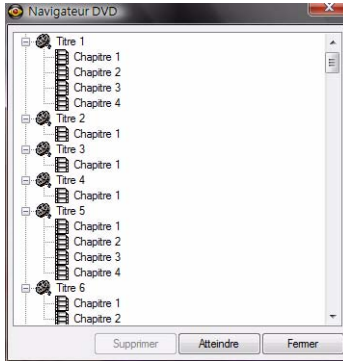 Navigateur DVD
Titre 1
Chapitre 1
Chapitre 2
Chapitre 3
Chapitre 4
Titre 2
Chapitre 1
Titre 3
Chapitre 1
Titre 4
Chapitre 1
Titre 5
Chapitre 1
Chapitre 2
Chapitre 3
Chapitre 4
Titre 6
Chapitre 1
Chapitre 2
Supprimer Atteindre Fermer